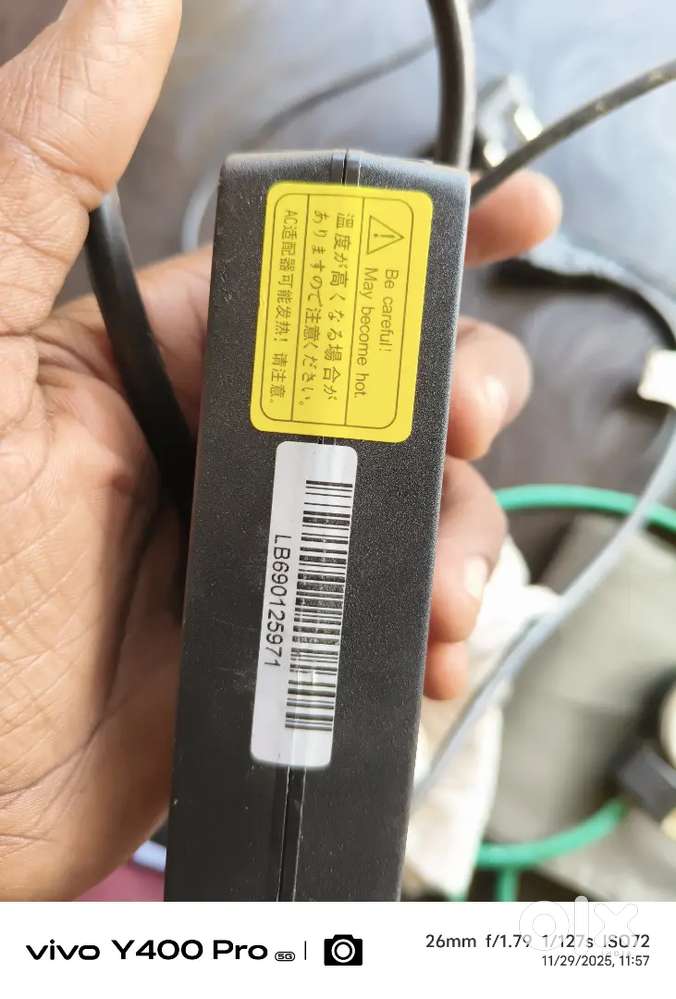 Be careful!
May become hot.
温度が高くなる場合が
ありますので注意ください。
AC适配器可能发热！请注意。
LB690125971
vivo Y400 Pro 5G
26mm f/1.79 1/127s ISO72
11/29/2025, 11:57
olx